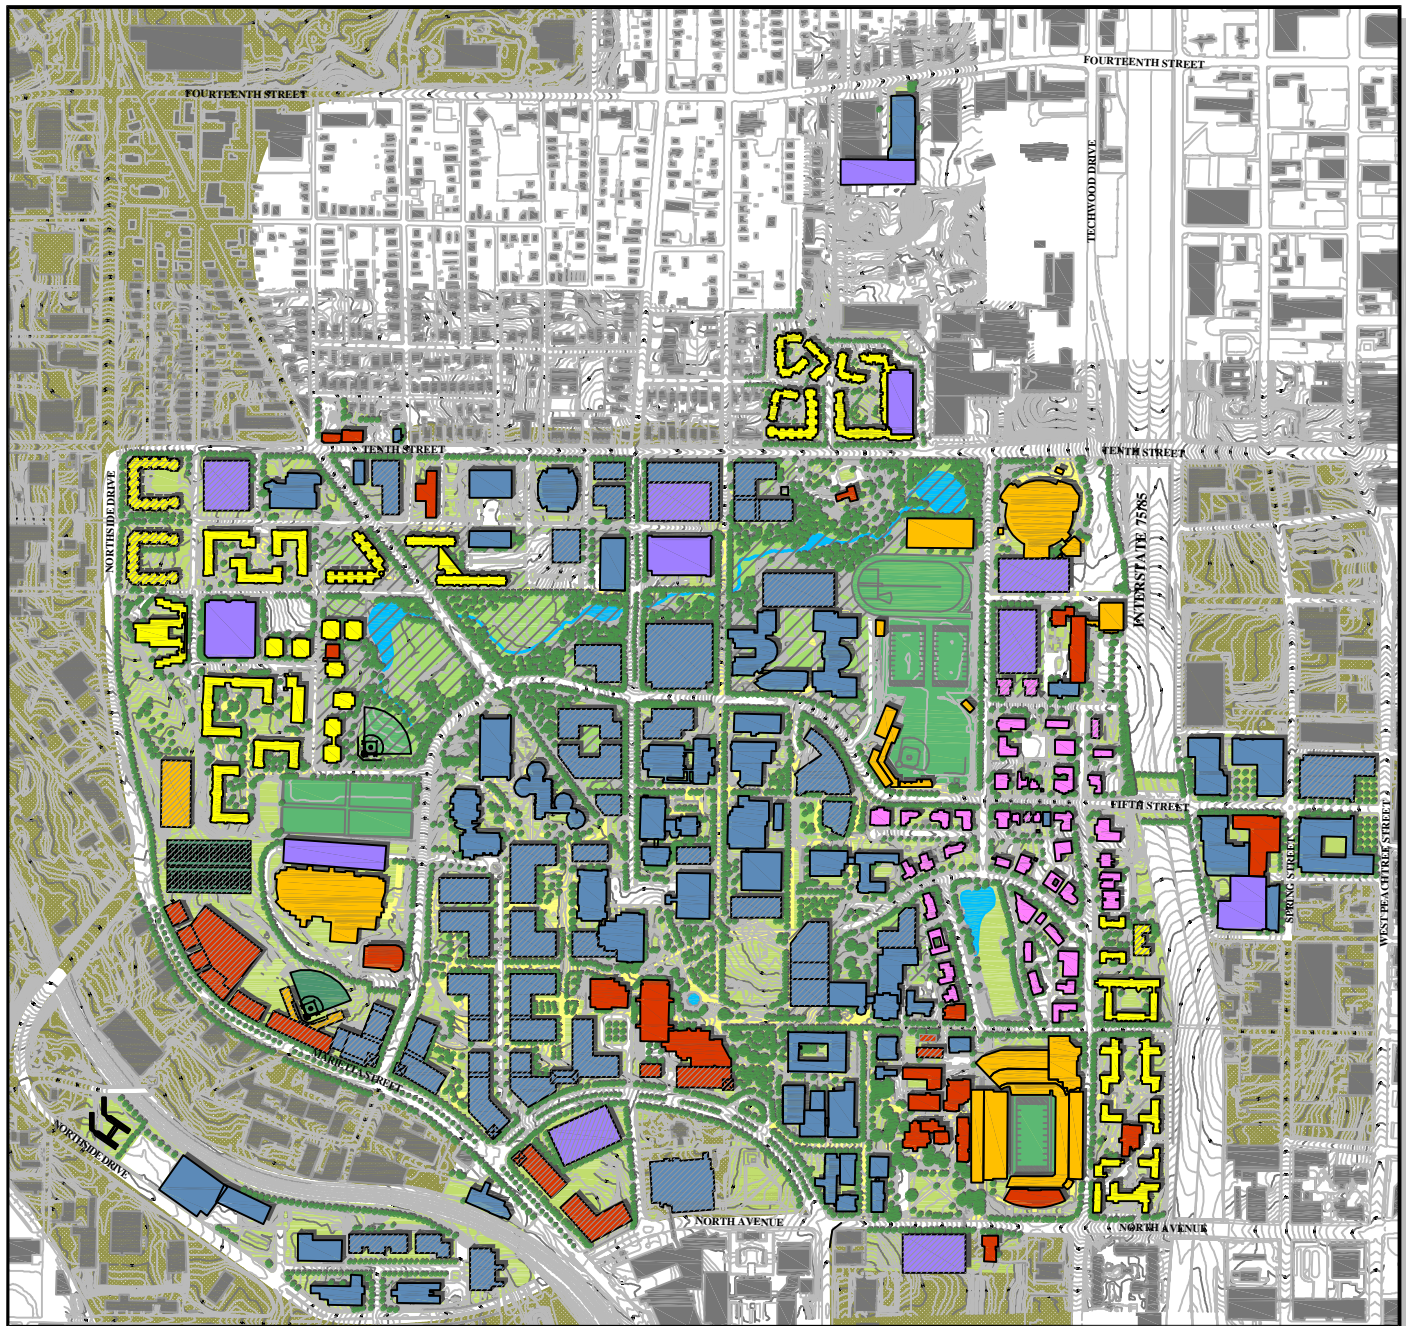 FOURTEENTH STREET
FOURTEENTH STREET
TECHWOOD DRIVE
TENTH STREET
TENTH STREET
NORTHSIDE DRIVE
INTERSTATE 75/85
FIFTH STREET
SPRING STREET
WEST PEACHTREE STREET
MARIETTA STREET
NORTHSIDE DRIVE
NORTH AVENUE
NORTH AVENUE